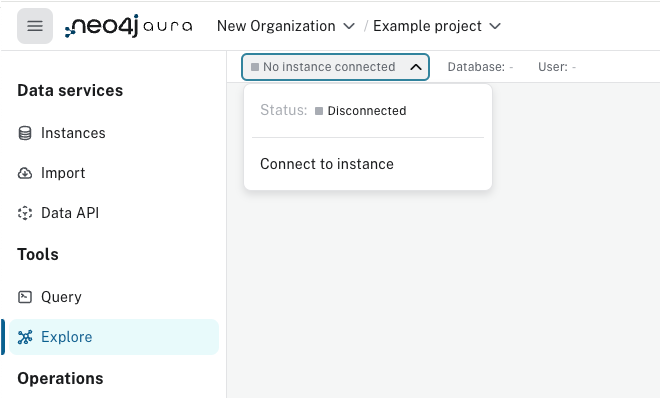 neo4j aura New Organization / Example project
No instance connected Database: - User: -
Data services
Status: Disconnected
Instances
Connect to instance
Import
Data API
Tools
Query
Explore
Operations